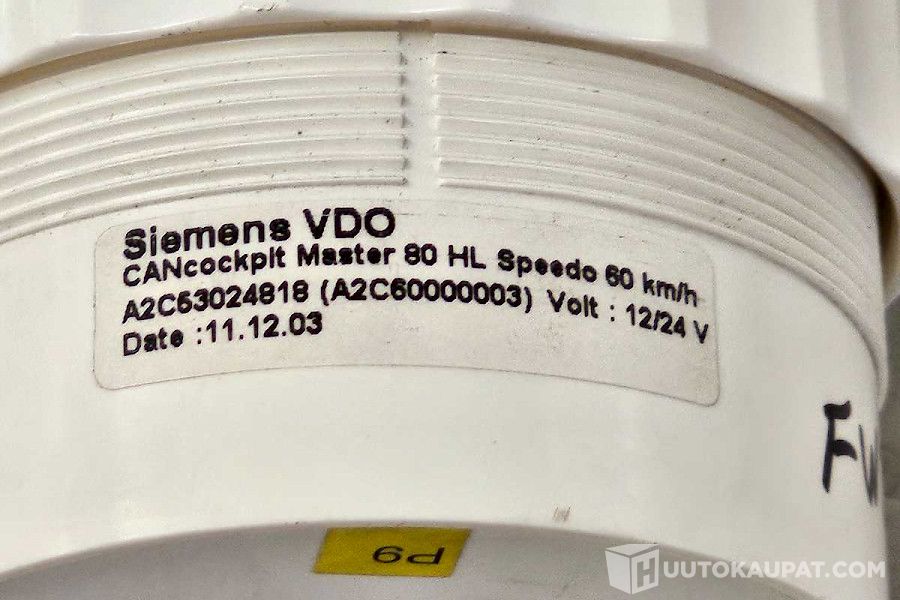 Siemens VDO
CANcockpit Master 80 HL Speedo 60 km/h
A2C53024818 (A2C60000003) Volt : 12/24 V
Date :11.12.03
FW
P9
HUUTOKAUPAT.COM